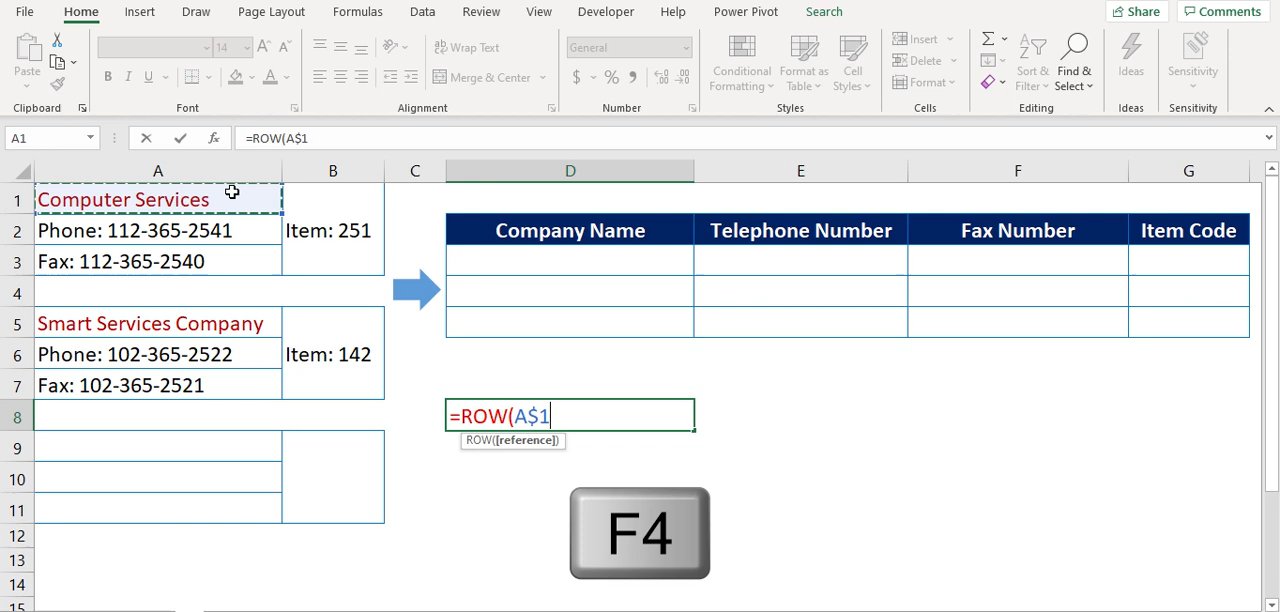 File Home Insert Draw Page Layout Formulas Data Review View Developer Help Power Pivot Search Share Comments
Paste
14 A A
ab Wrap Text
General
Conditional Formatting
Format as Table
Cell Styles
Insert
Delete
Format
Sort & Filter
Find & Select
Ideas
Sensitivity
B I U A
Merge & Center
$ % ,
Clipboard Font Alignment Number Styles Cells Editing Ideas Sensitivity
A1 fx =ROW(A$1
A B C D E F G
1 Computer Services
2 Phone: 112-365-2541 Item: 251 Company Name Telephone Number Fax Number Item Code
3 Fax: 112-365-2540
4
5 Smart Services Company
6 Phone: 102-365-2522 Item: 142
7 Fax: 102-365-2521
8 =ROW(A$1
ROW([reference])
9
10
11
12
13
14
15
F4